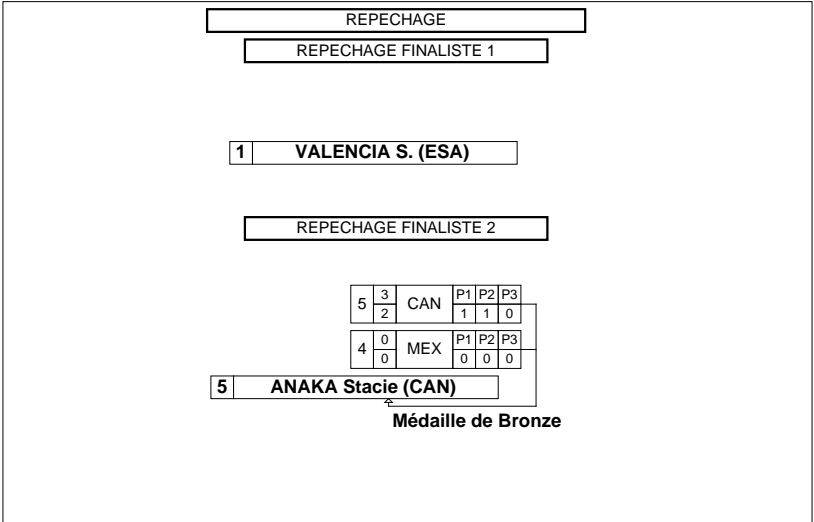 REPECHAGE
REPECHAGE FINALISTE 1
1 VALENCIA S. (ESA)
REPECHAGE FINALISTE 2
5 3 CAN P1 P2 P3
2 1 1 0
4 0 MEX P1 P2 P3
0 0 0 0
5 ANAKA Stacie (CAN)
Médaille de Bronze